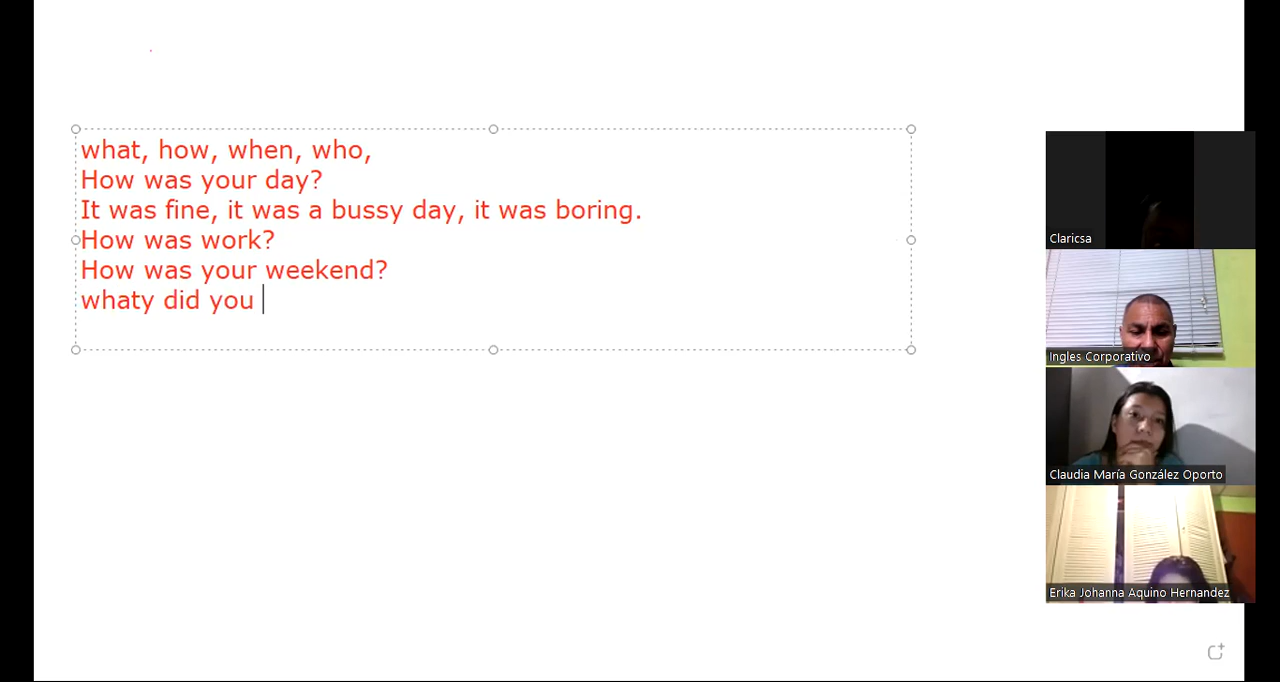 what, how, when, who,
How was your day?
It was fine, it was a bussy day, it was boring.
How was work?
How was your weekend?
whaty did you
Claricsa
Ingles Corporativo
Claudia María González Oporto
Erika Johanna Aquino Hernandez